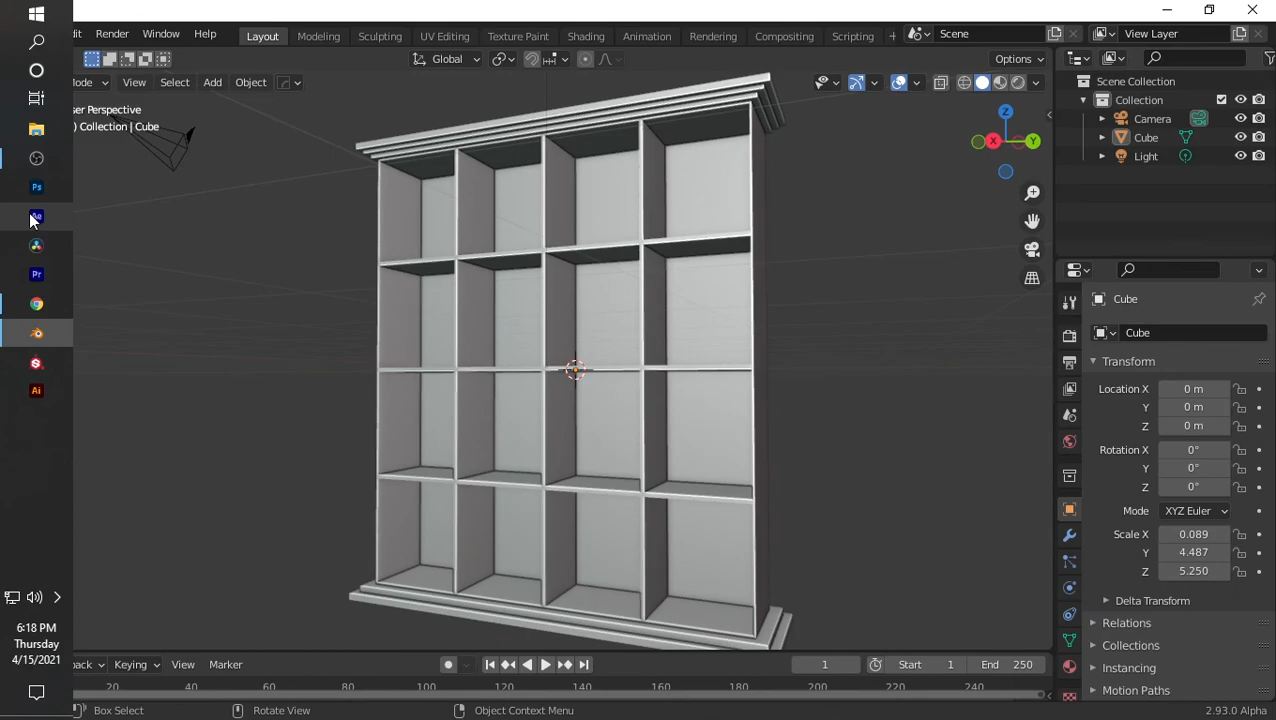 it Render Window Help Layout Modeling Sculpting UV Editing Texture Paint Shading Animation Rendering Compositing Scripting + Scene View Layer
Global Options
ode View Select Add Object
ser Perspective
) Collection | Cube
Z
X
Y
Scene Collection
Collection
Camera
Cube
Light
Ps
Ae
Pr
Ai
Cube
Cube
Transform
Location X 0 m
Y 0 m
Z 0 m
Rotation X 0°
Y 0°
Z 0°
Mode XYZ Euler
Scale X 0.089
Y 4.487
Z 5.250
Delta Transform
Relations
Collections
Instancing
Motion Paths
6:18 PM
Thursday
4/15/2021
back Keying View Marker 1 Start 1 End 250
20 40 60 80 100 120 140 160 180 200 220 240
Box Select Rotate View Object Context Menu 2.93.0 Alpha